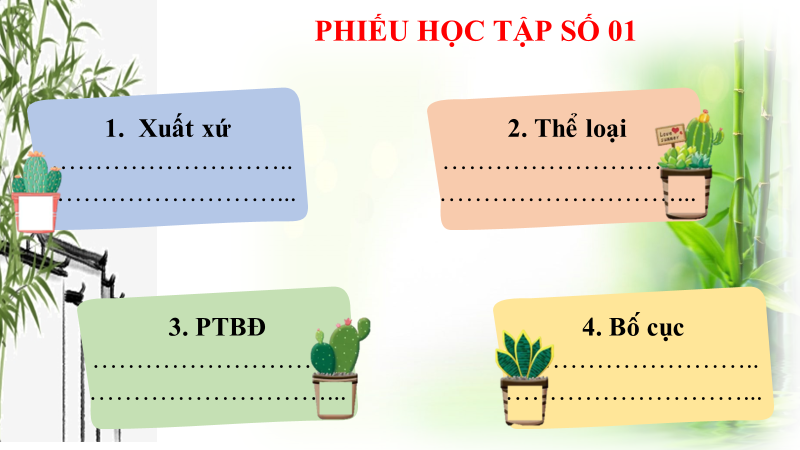 PHIẾU HỌC TẬP SỐ 01
1. Xuất xứ
……………………….
………………………...
2. Thể loại
……………………….
………………………...
3. PTBĐ
……………………….
………………………...
4. Bố cục
…………………..
………………………...